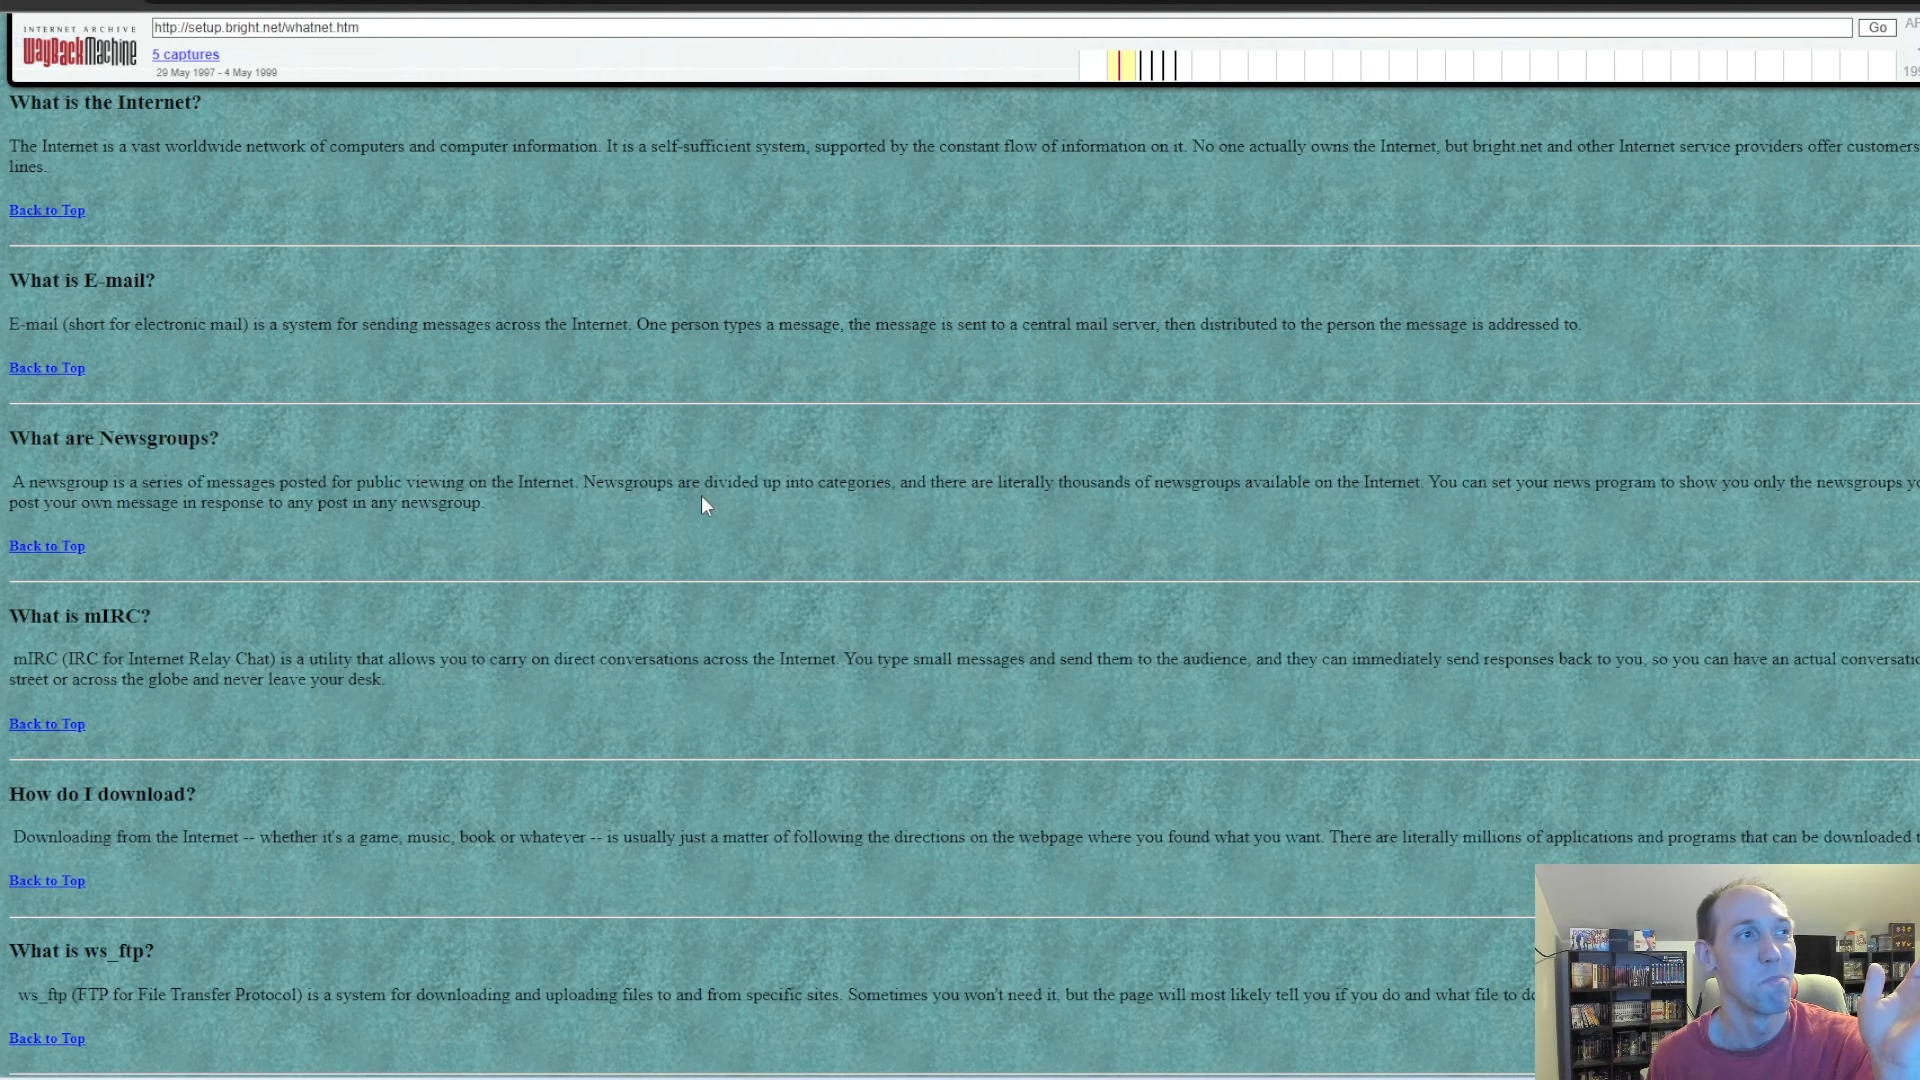 INTERNET ARCHIVE
WayBackMachine
http://setup.bright.net/whatnet.htm
Go
5 captures
29 May 1997 - 4 May 1999
What is the Internet?
The Internet is a vast worldwide network of computers and computer information. It is a self-sufficient system, supported by the constant flow of information on it. No one actually owns the Internet, but bright.net and other Internet service providers offer customers
lines.
Back to Top
What is E-mail?
E-mail (short for electronic mail) is a system for sending messages across the Internet. One person types a message, the message is sent to a central mail server, then distributed to the person the message is addressed to.
Back to Top
What are Newsgroups?
A newsgroup is a series of messages posted for public viewing on the Internet. Newsgroups are divided up into categories, and there are literally thousands of newsgroups available on the Internet. You can set your news program to show you only the newsgroups
post your own message in response to any post in any newsgroup.
Back to Top
What is mIRC?
mIRC (IRC for Internet Relay Chat) is a utility that allows you to carry on direct conversations across the Internet. You type small messages and send them to the audience, and they can immediately send responses back to you, so you can have an actual
street or across the globe and never leave your desk.
Back to Top
How do I download?
Downloading from the Internet -- whether it's a game, music, book or whatever -- is usually just a matter of following the directions on the webpage where you found what you want. There are literally millions of applications and programs that can be downloaded
Back to Top
What is ws_ftp?
ws_ftp (FTP for File Transfer Protocol) is a system for downloading and uploading files to and from specific sites. Sometimes you won't need it, but the page will most likely tell you if you do and what file to
Back to Top